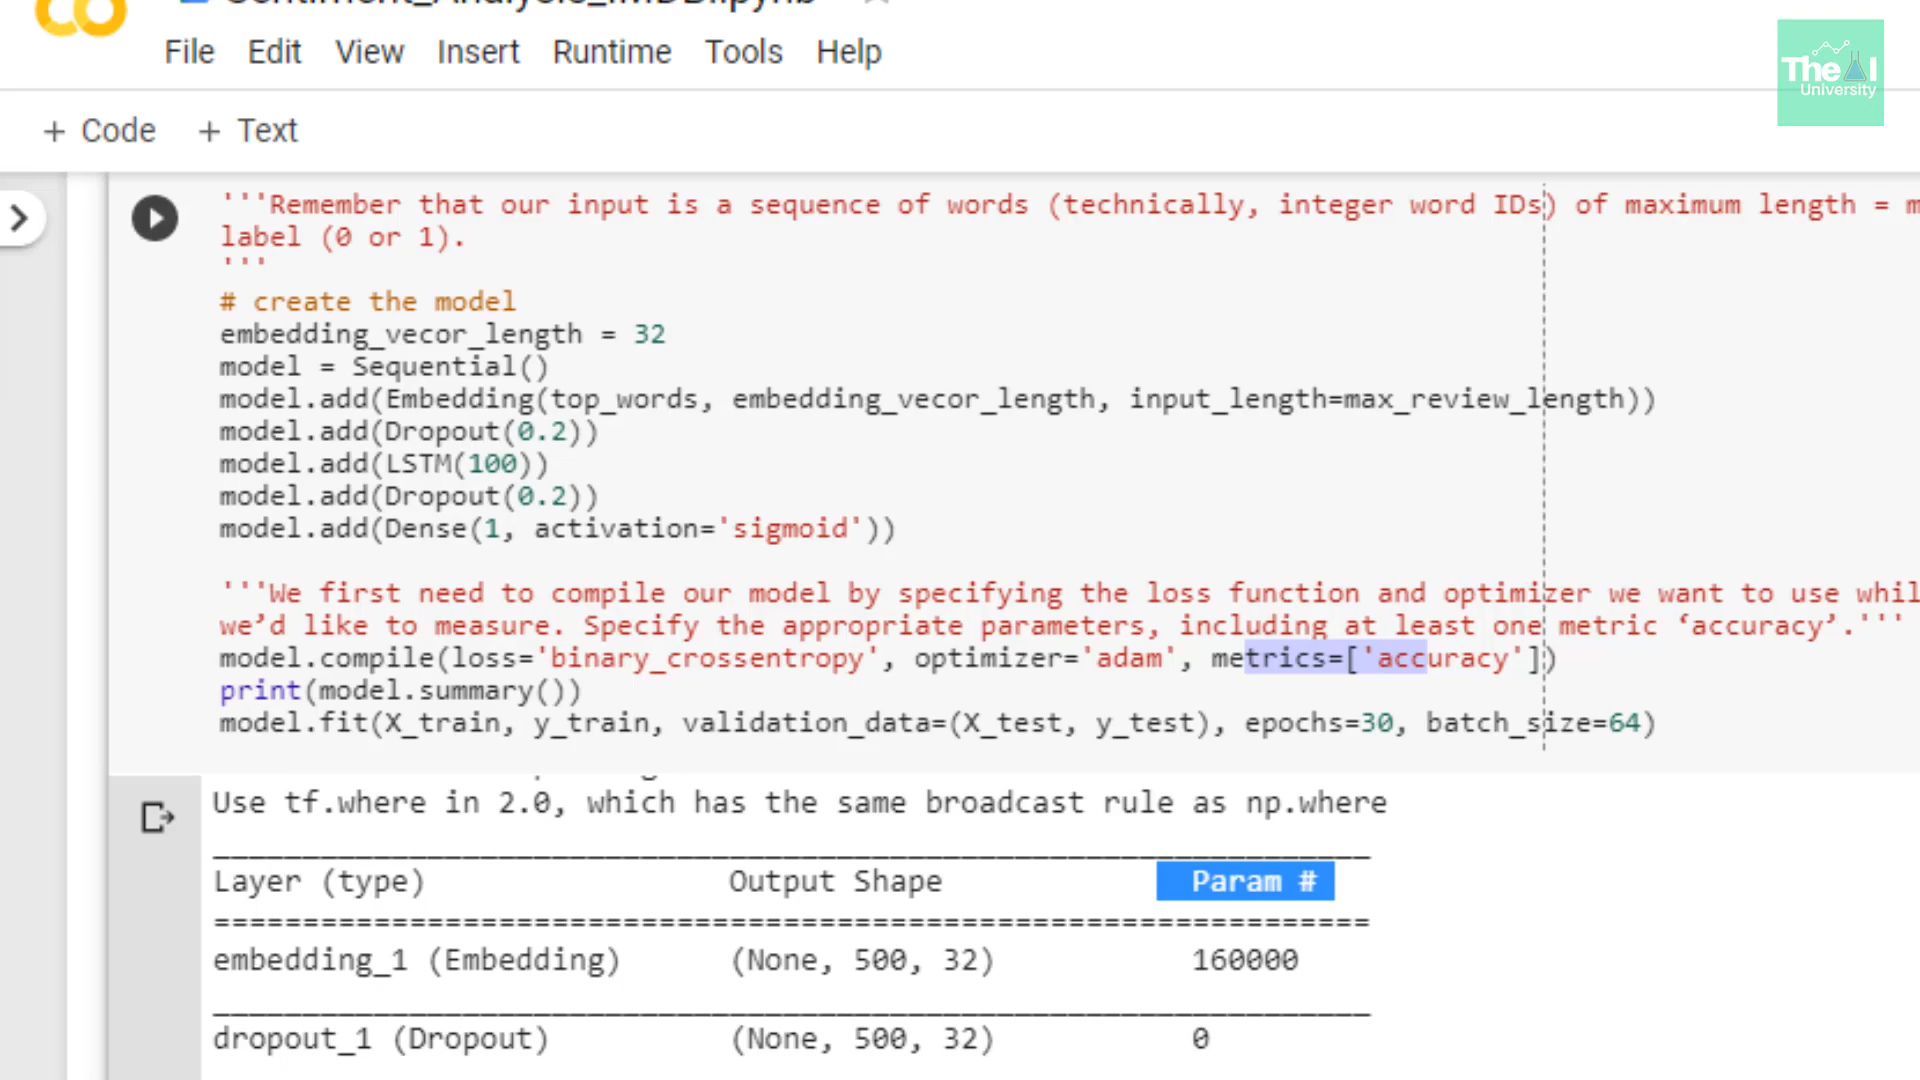 Sentiment_Analysis_IMDB.ipynb
File Edit View Insert Runtime Tools Help
The AI
University
+ Code + Text
'''Remember that our input is a sequence of words (technically, integer word IDs) of maximum length = m
label (0 or 1).
'''
# create the model
embedding_vecor_length = 32
model = Sequential()
model.add(Embedding(top_words, embedding_vecor_length, input_length=max_review_length))
model.add(Dropout(0.2))
model.add(LSTM(100))
model.add(Dropout(0.2))
model.add(Dense(1, activation='sigmoid'))
'''We first need to compile our model by specifying the loss function and optimizer we want to use whil
we’d like to measure. Specify the appropriate parameters, including at least one metric ‘accuracy’.'''
model.compile(loss='binary_crossentropy', optimizer='adam', metrics=['accuracy'])
print(model.summary())
model.fit(X_train, y_train, validation_data=(X_test, y_test), epochs=30, batch_size=64)
Use tf.where in 2.0, which has the same broadcast rule as np.where
Layer (type) Output Shape Param #
embedding_1 (Embedding) (None, 500, 32) 160000
dropout_1 (Dropout) (None, 500, 32) 0